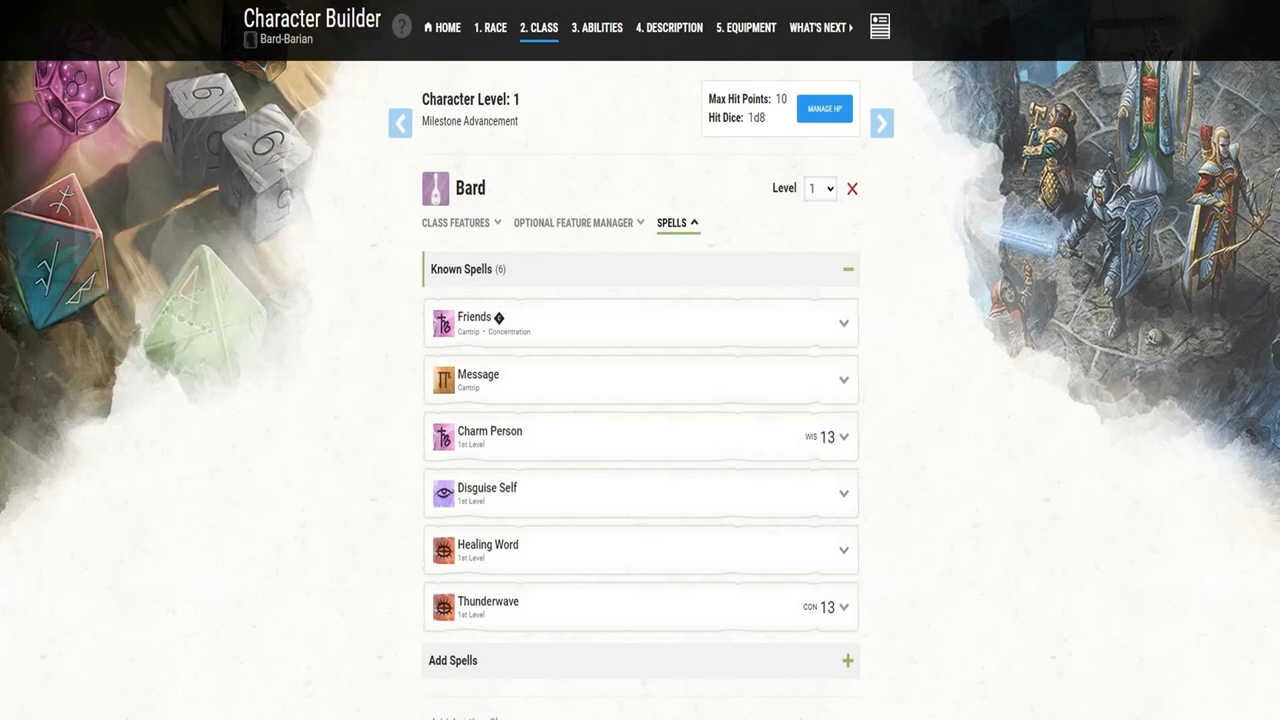 Character Builder
Bard-Barian
?
HOME
1. RACE
2. CLASS
3. ABILITIES
4. DESCRIPTION
5. EQUIPMENT
WHAT'S NEXT
Character Level: 1
Milestone Advancement
Max Hit Points: 10
Hit Dice: 1d8
MANAGE HP
Bard
Level 1
CLASS FEATURES
OPTIONAL FEATURE MANAGER
SPELLS
Known Spells (6)
Friends C
Cantrip • Concentration
Message
Cantrip
Charm Person
1st Level
WIS 13
Disguise Self
1st Level
Healing Word
1st Level
Thunderwave
1st Level
CON 13
Add Spells